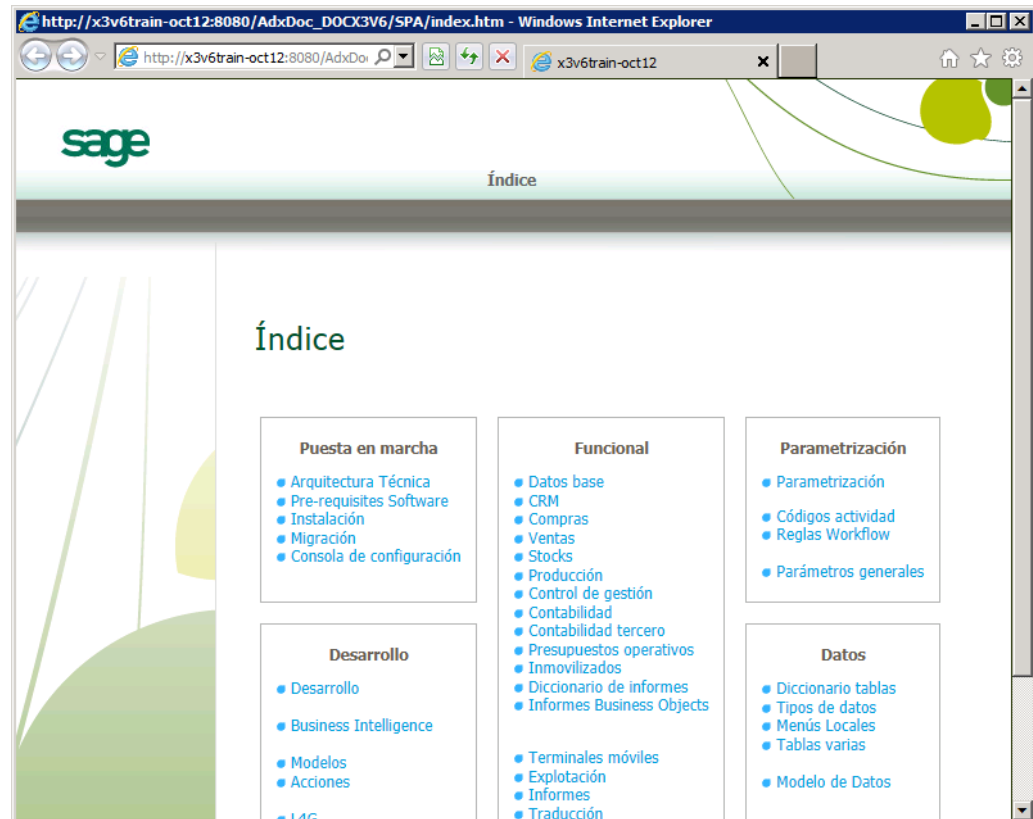 http://x3v6train-oct12:8080/AdxDoc_DOCX3V6/SPA/index.htm - Windows Internet Explorer
http://x3v6train-oct12:8080/AdxDo
x3v6train-oct12
sage
Índice
Índice
Puesta en marcha
Arquitectura Técnica
Pre-requisites Software
Instalación
Migración
Consola de configuración
Funcional
Datos base
CRM
Compras
Ventas
Stocks
Producción
Control de gestión
Contabilidad
Contabilidad tercero
Presupuestos operativos
Inmovilizados
Diccionario de informes
Informes Business Objects
Terminales móviles
Explotación
Informes
Traducción
Parametrización
Parametrización
Códigos actividad
Reglas Workflow
Parámetros generales
Desarrollo
Desarrollo
Business Intelligence
Modelos
Acciones
L4G
Datos
Diccionario tablas
Tipos de datos
Menús Locales
Tablas varias
Modelo de Datos